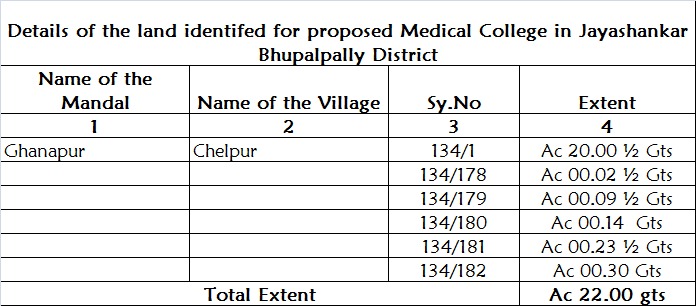 Details of the land identifed for proposed Medical College in Jayashankar
Bhupalpally District
Name of the Mandal Name of the Village Sy.No Extent
1 2 3 4
Ghanapur Chelpur 134/1 Ac 20.00 ½ Gts
134/178 Ac 00.02 ½ Gts
134/179 Ac 00.09 ½ Gts
134/180 Ac 00.14 Gts
134/181 Ac 00.23 ½ Gts
134/182 Ac 00.30 Gts
Total Extent Ac 22.00 gts